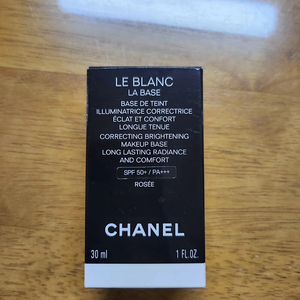 LE BLANC
LA BASE
BASE DE TEINT
ILLUMINATRICE CORRECTRICE
ÉCLAT ET CONFORT
LONGUE TENUE
CORRECTING BRIGHTENING
MAKEUP BASE
LONG LASTING RADIANCE
AND COMFORT
SPF 50+ / PA+++
ROSÉE
CHANEL
30 ml 1 FL.OZ.